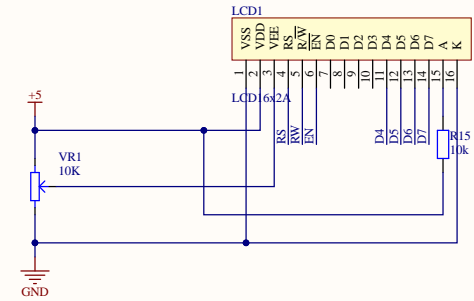 LCD1
VSS
VDD
VEE
RS
R/W
EN
D0
D1
D2
D3
D4
D5
D6
D7
A
K
1
2
3
4
5
6
7
8
9
10
11
12
13
14
15
16
LCD16x2A
RS
RW
EN
D4
D5
D6
D7
R15
10k
+5
VR1
10K
GND